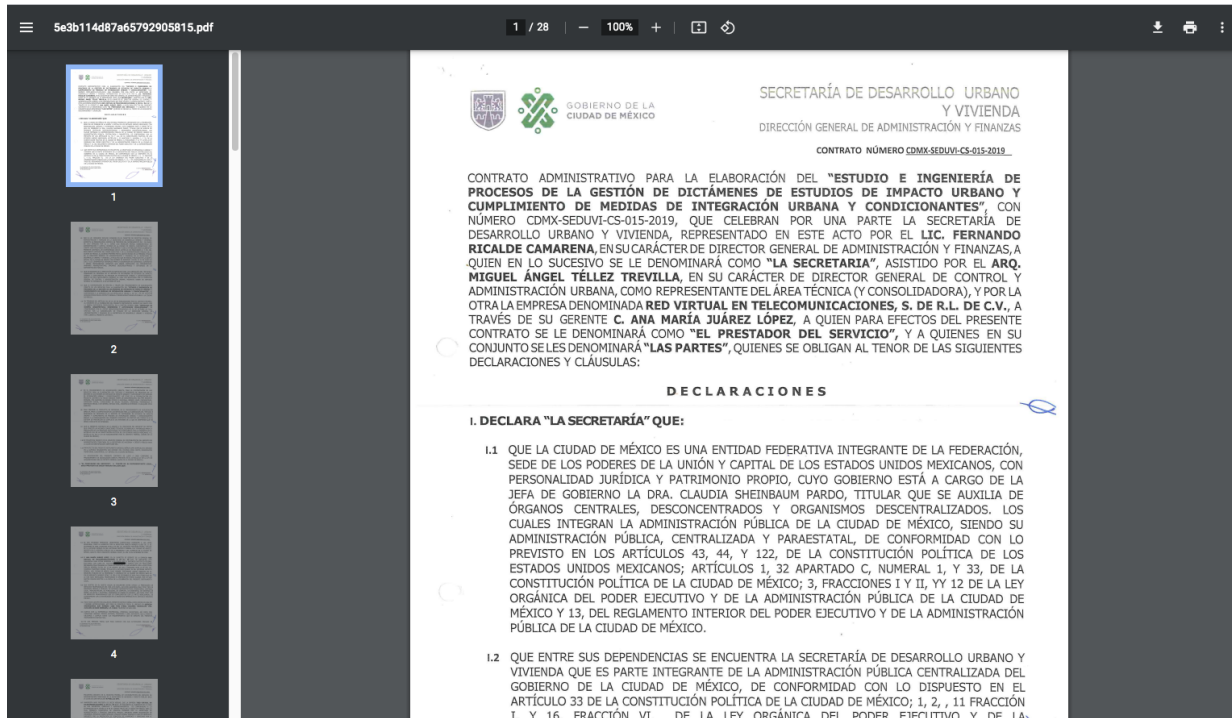 5e3b114d87a65792905815.pdf
1 / 28
100%
1
2
3
4
GOBIERNO DE LA
CIUDAD DE MÉXICO
SECRETARÍA DE DESARROLLO URBANO
Y VIVIENDA
DIRECCIÓN GENERAL DE ADMINISTRACIÓN Y FINANZAS
CONTRATO NÚMERO CDMX-SEDUVI-CS-015-2019
CONTRATO ADMINISTRATIVO PARA LA ELABORACIÓN DEL "ESTUDIO E INGENIERÍA DE
PROCESOS DE LA GESTIÓN DE DICTÁMENES DE ESTUDIOS DE IMPACTO URBANO Y
CUMPLIMIENTO DE MEDIDAS DE INTEGRACIÓN URBANA Y CONDICIONANTES", CON
NÚMERO CDMX-SEDUVI-CS-015-2019, QUE CELEBRAN POR UNA PARTE LA SECRETARÍA DE
DESARROLLO URBANO Y VIVIENDA, REPRESENTADO EN ESTE ACTO POR EL LIC. FERNANDO
RICALDE CAMARENA, EN SU CARÁCTER DE DIRECTOR GENERAL DE ADMINISTRACIÓN Y FINANZAS, A
QUIEN EN LO SUCESIVO SE LE DENOMINARÁ COMO "LA SECRETARIA", ASISTIDO POR EL ARQ.
MIGUEL ÁNGEL TÉLLEZ TREVILLA, EN SU CARÁCTER DE DIRECTOR GENERAL DE CONTROL Y
ADMINISTRACIÓN URBANA, COMO REPRESENTANTE DEL ÁREA TÉCNICA (Y CONSOLIDADORA), Y POR LA
OTRA LA EMPRESA DENOMINADA RED VIRTUAL EN TELECOMUNICACIONES, S. DE R.L. DE C.V., A
TRAVÉS DE SU GERENTE C. ANA MARÍA JUÁREZ LÓPEZ, A QUIEN PARA EFECTOS DEL PRESENTE
CONTRATO SE LE DENOMINARÁ COMO "EL PRESTADOR DEL SERVICIO", Y A QUIENES EN SU
CONJUNTO SE LES DENOMINARÁ "LAS PARTES", QUIENES SE OBLIGAN AL TENOR DE LAS SIGUIENTES
DECLARACIONES Y CLÁUSULAS:
DECLARACIONES
I. DECLARA "LA SECRETARÍA" QUE:
I.1 QUE LA CIUDAD DE MÉXICO ES UNA ENTIDAD FEDERATIVA INTEGRANTE DE LA FEDERACIÓN,
SEDE DE LOS PODERES DE LA UNIÓN Y CAPITAL DE LOS ESTADOS UNIDOS MEXICANOS, CON
PERSONALIDAD JURÍDICA Y PATRIMONIO PROPIO, CUYO GOBIERNO ESTÁ A CARGO DE LA
JEFA DE GOBIERNO LA DRA. CLAUDIA SHEINBAUM PARDO, TITULAR QUE SE AUXILIA DE
ÓRGANOS CENTRALES, DESCONCENTRADOS Y ORGANISMOS DESCENTRALIZADOS. LOS
CUALES INTEGRAN LA ADMINISTRACIÓN PÚBLICA DE LA CIUDAD DE MÉXICO, SIENDO SU
ADMINISTRACIÓN PÚBLICA, CENTRALIZADA Y PARAESTATAL, DE CONFORMIDAD CON LO
PREVISTO EN LOS ARTÍCULOS 43, 44, Y 122, DE LA CONSTITUCIÓN POLÍTICA DE LOS
ESTADOS UNIDOS MEXICANOS; ARTÍCULOS 1, 32 APARTADO C, NUMERAL 1, Y 33, DE LA
CONSTITUCIÓN POLÍTICA DE LA CIUDAD DE MÉXICO; 3, FRACCIONES I Y II, YY 12 DE LA LEY
ORGÁNICA DEL PODER EJECUTIVO Y DE LA ADMINISTRACIÓN PÚBLICA DE LA CIUDAD DE
MÉXICO Y 13, DEL REGLAMENTO INTERIOR DEL PODER EJECUTIVO Y DE LA ADMINISTRACIÓN
PÚBLICA DE LA CIUDAD DE MÉXICO.
I.2 QUE ENTRE SUS DEPENDENCIAS SE ENCUENTRA LA SECRETARÍA DE DESARROLLO URBANO Y
VIVIENDA QUE ES PARTE INTEGRANTE DE LA ADMINISTRACIÓN PÚBLICA CENTRALIZADA DEL
GOBIERNO DE LA CIUDAD DE MÉXICO, DE CONFORMIDAD CON LO DISPUESTO EN EL
ARTÍCULO 33 DE LA CONSTITUCIÓN POLÍTICA DE LA CIUDAD DE MÉXICO; 1, 2, , 11 FRACCIÓN
I, Y 16, FRACCIÓN VI, DE LA LEY ORGÁNICA DEL PODER EJECUTIVO Y DE LA